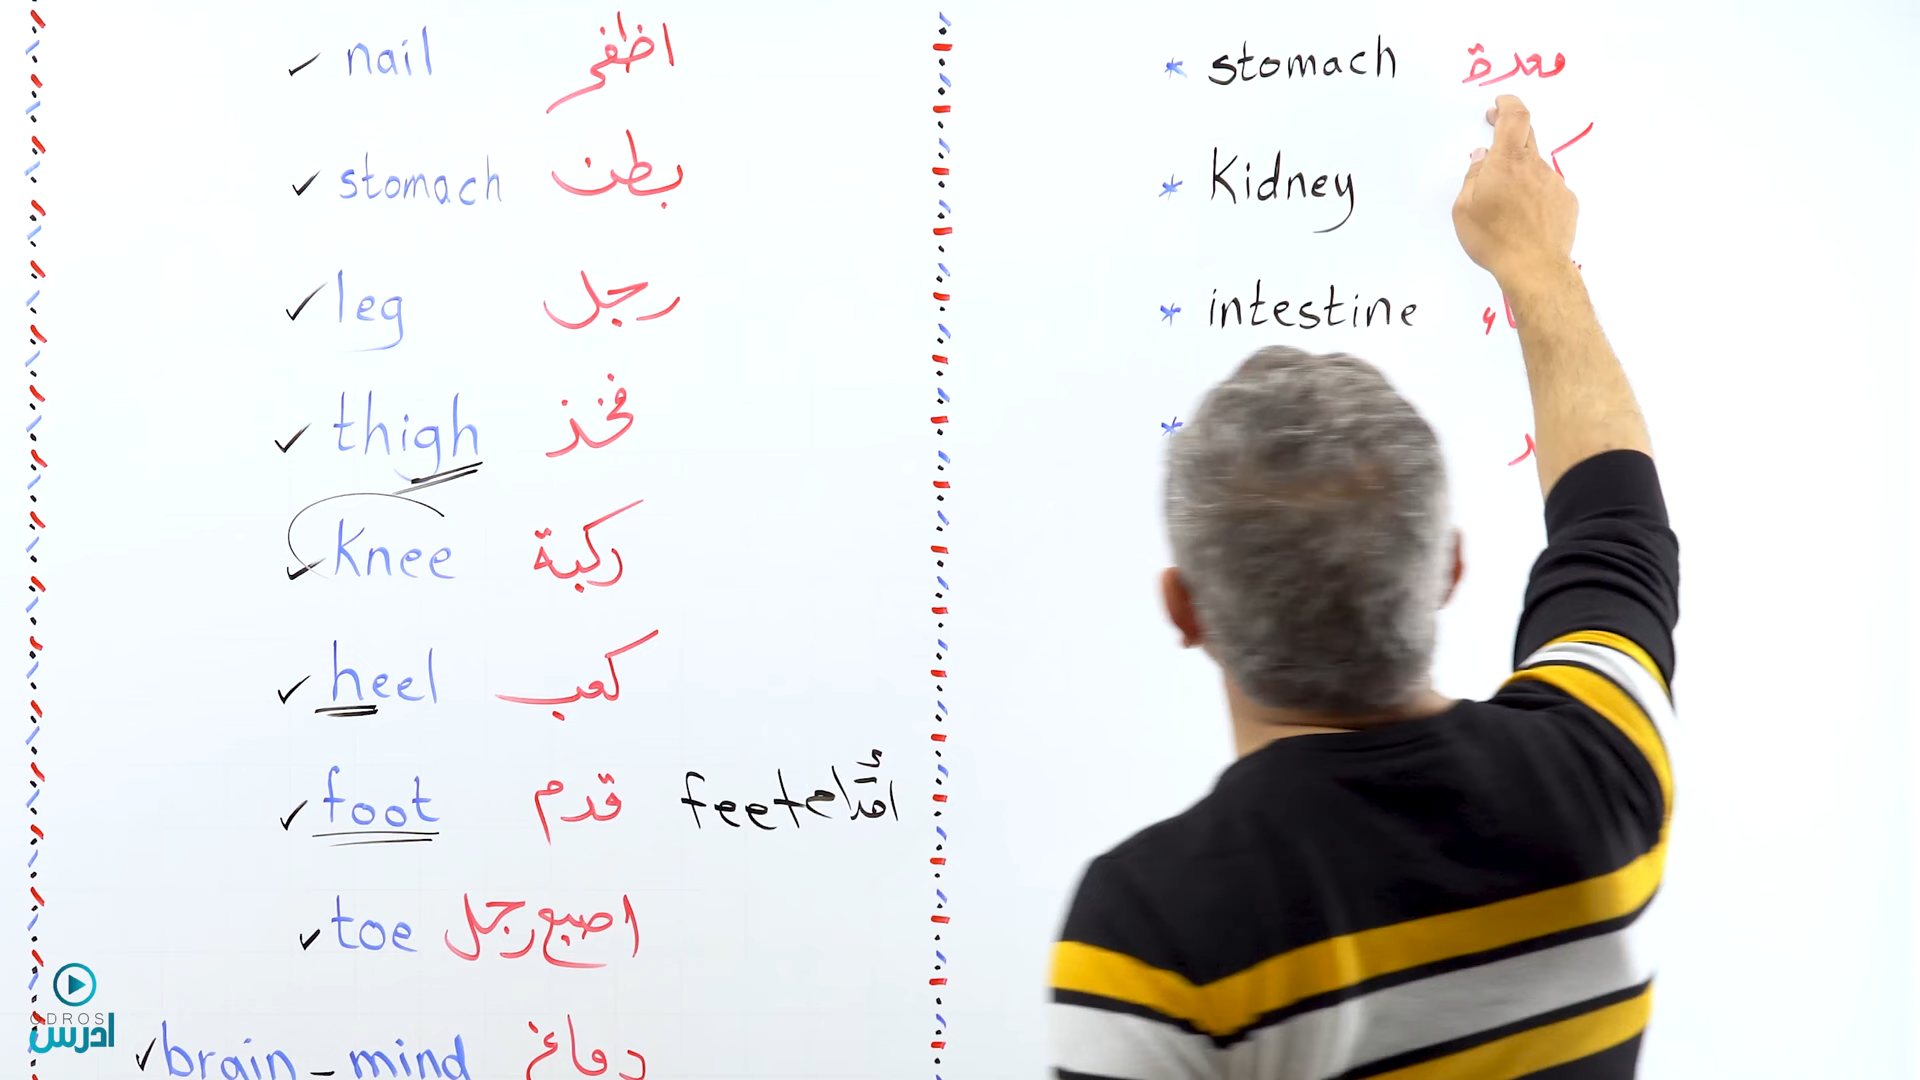 nail اظفر
stomach بطن
leg رجل
thigh فخذ
knee ركبة
heel كعب
foot قدم feet أقدام
toe اصبع رجل
brain - mind دماغ
stomach معدة
Kidney
intestine
ODROS
ادرس